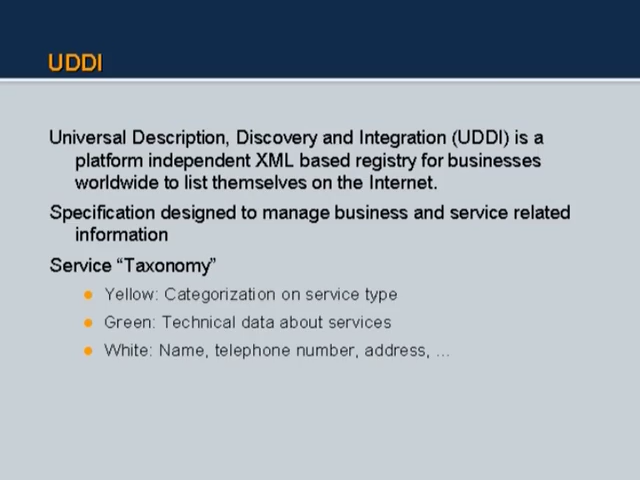 UDDI
Universal Description, Discovery and Integration (UDDI) is a
platform independent XML based registry for businesses
worldwide to list themselves on the Internet.
Specification designed to manage business and service related
information
Service “Taxonomy”
● Yellow: Categorization on service type
● Green: Technical data about services
● White: Name, telephone number, address, ...